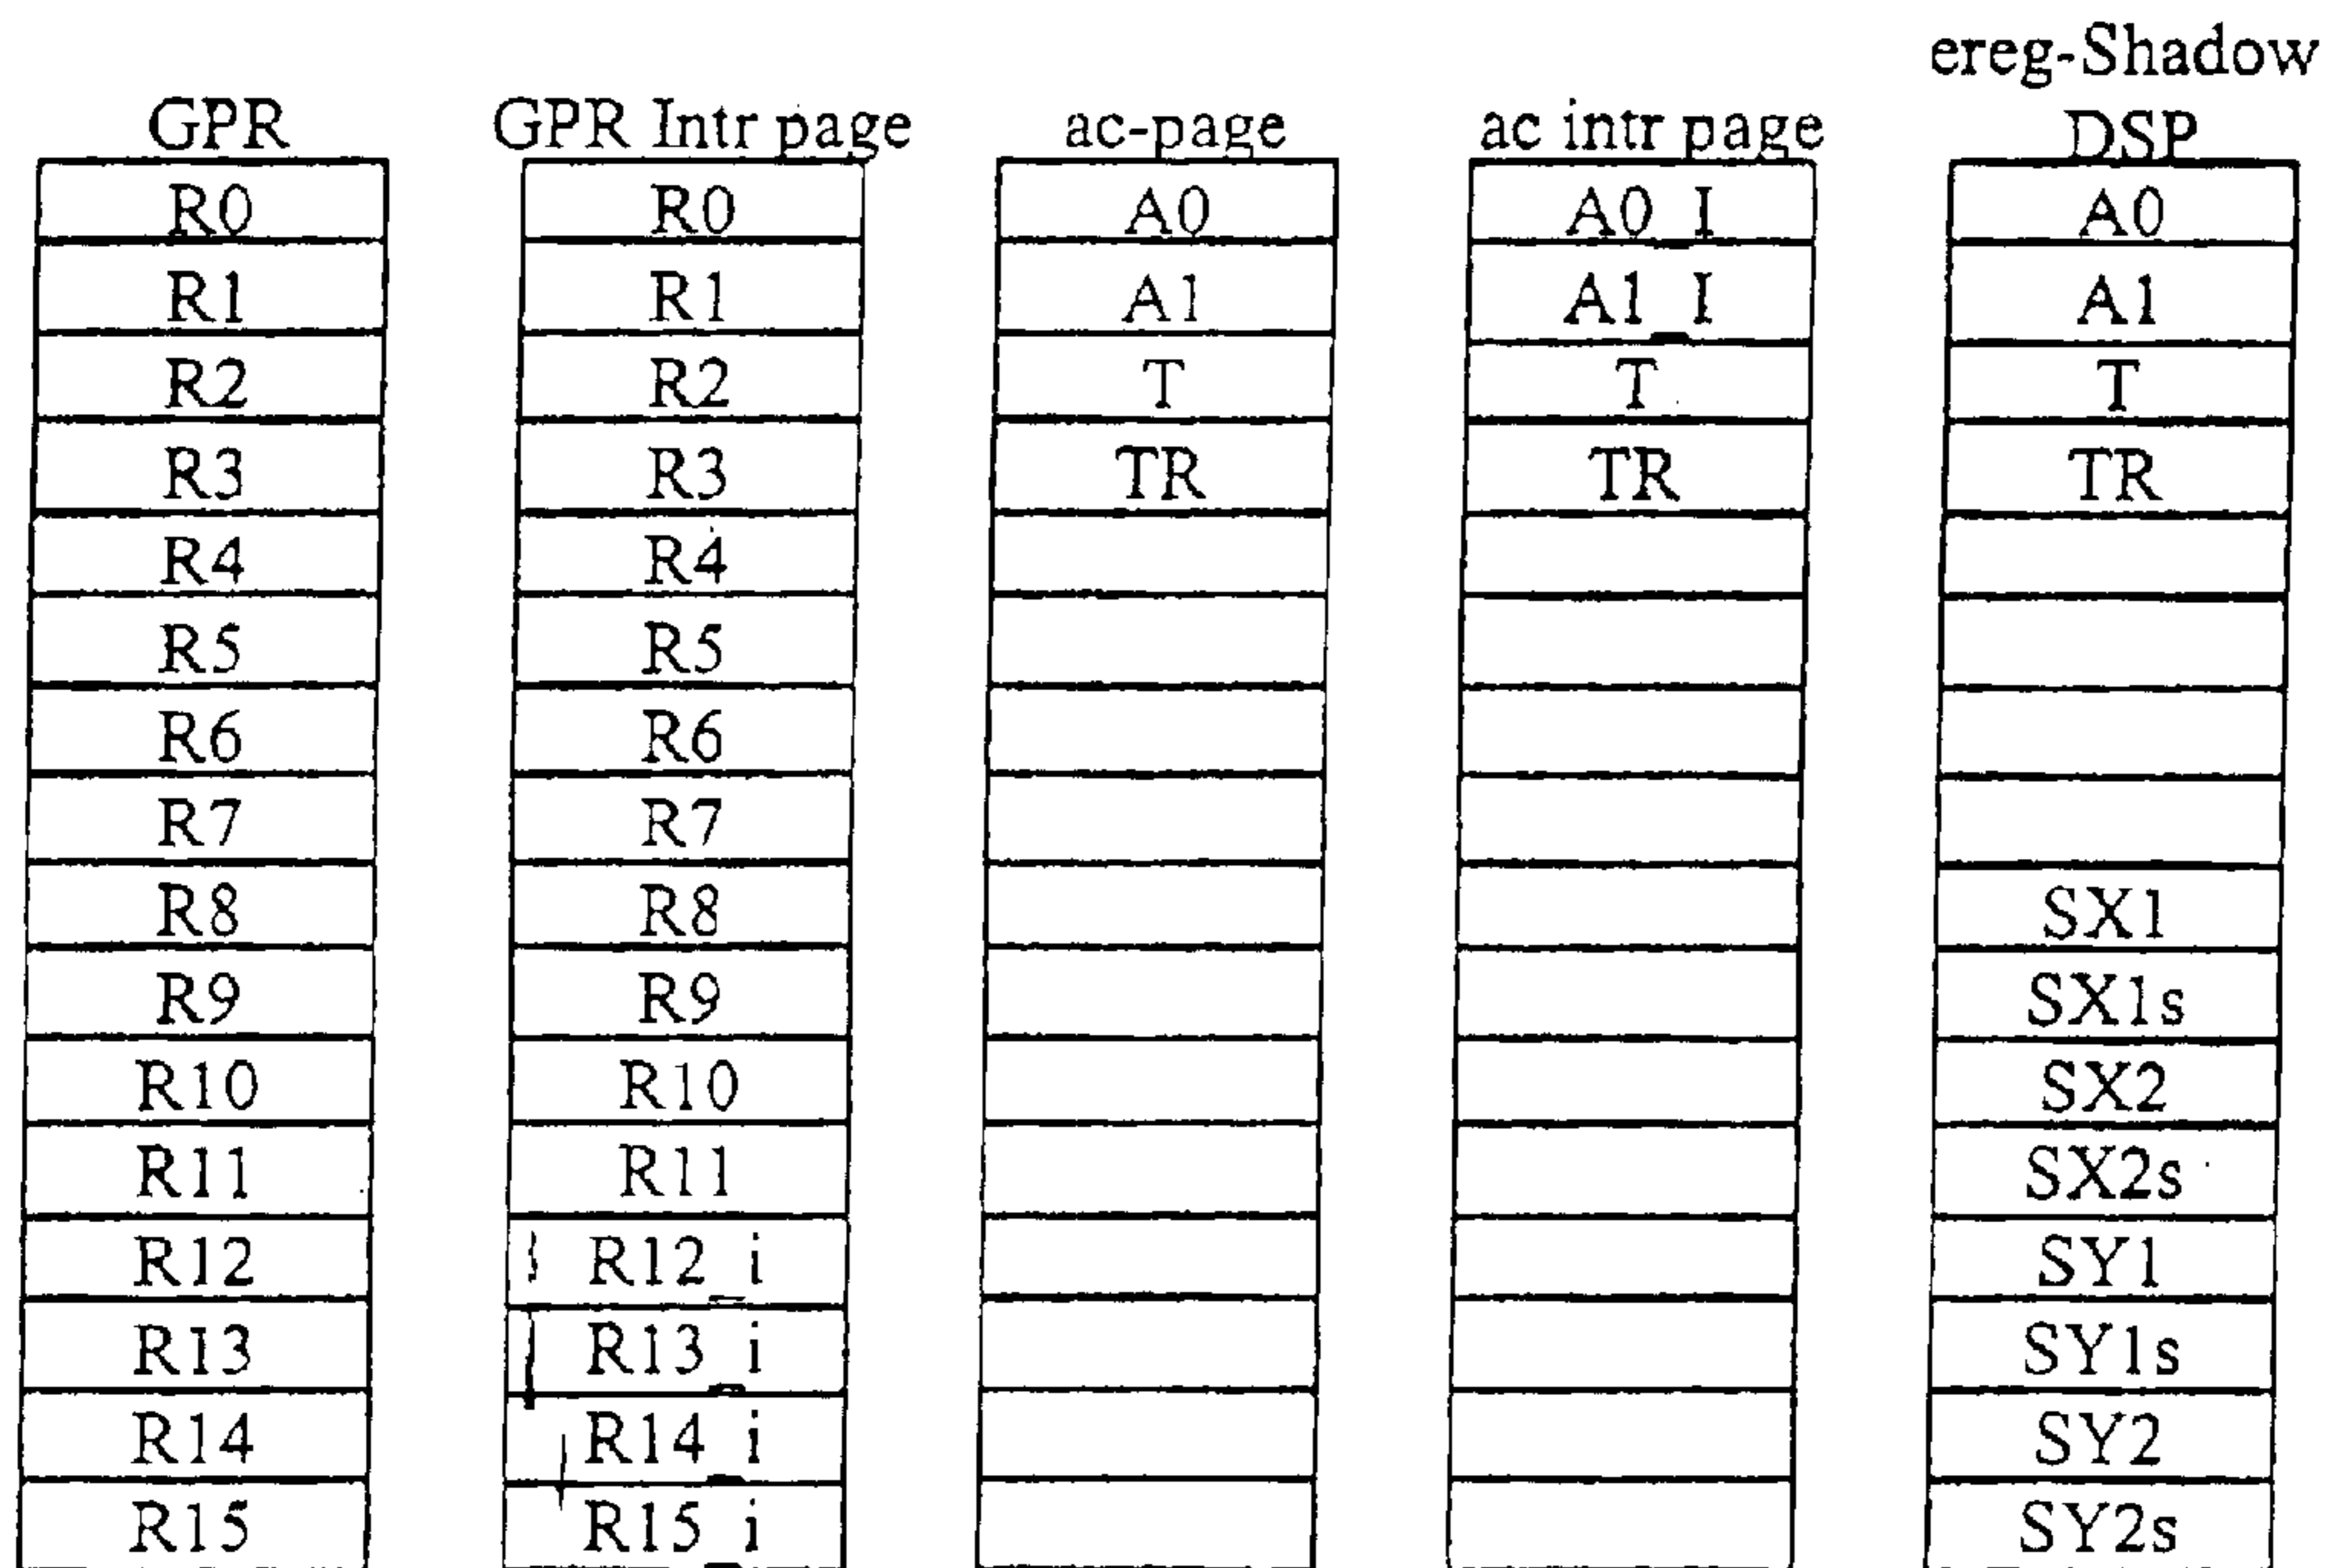 ereg-Shadow
GPR GPR Intr page ac-page ac intr page DSP
R0 R0 A0 A0_I A0
R1 R1 A1 A1_I A1
R2 R2 T T T
R3 R3 TR TR TR
R4 R4
R5 R5
R6 R6
R7 R7
R8 R8 SX1
R9 R9 SX1s
R10 R10 SX2
R11 R11 SX2s
R12 R12_i SY1
R13 R13_i SY1s
R14 R14_i SY2
R15 R15_i SY2s